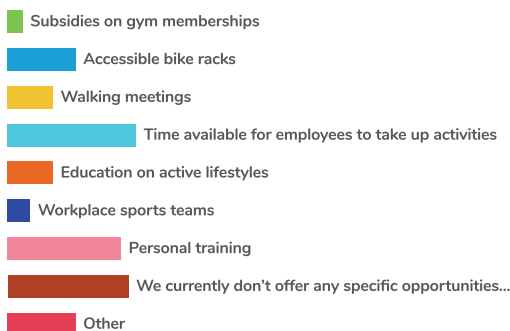 Subsidies on gym memberships
Accessible bike racks
Walking meetings
Time available for employees to take up activities
Education on active lifestyles
Workplace sports teams
Personal training
We currently don’t offer any specific opportunities...
Other